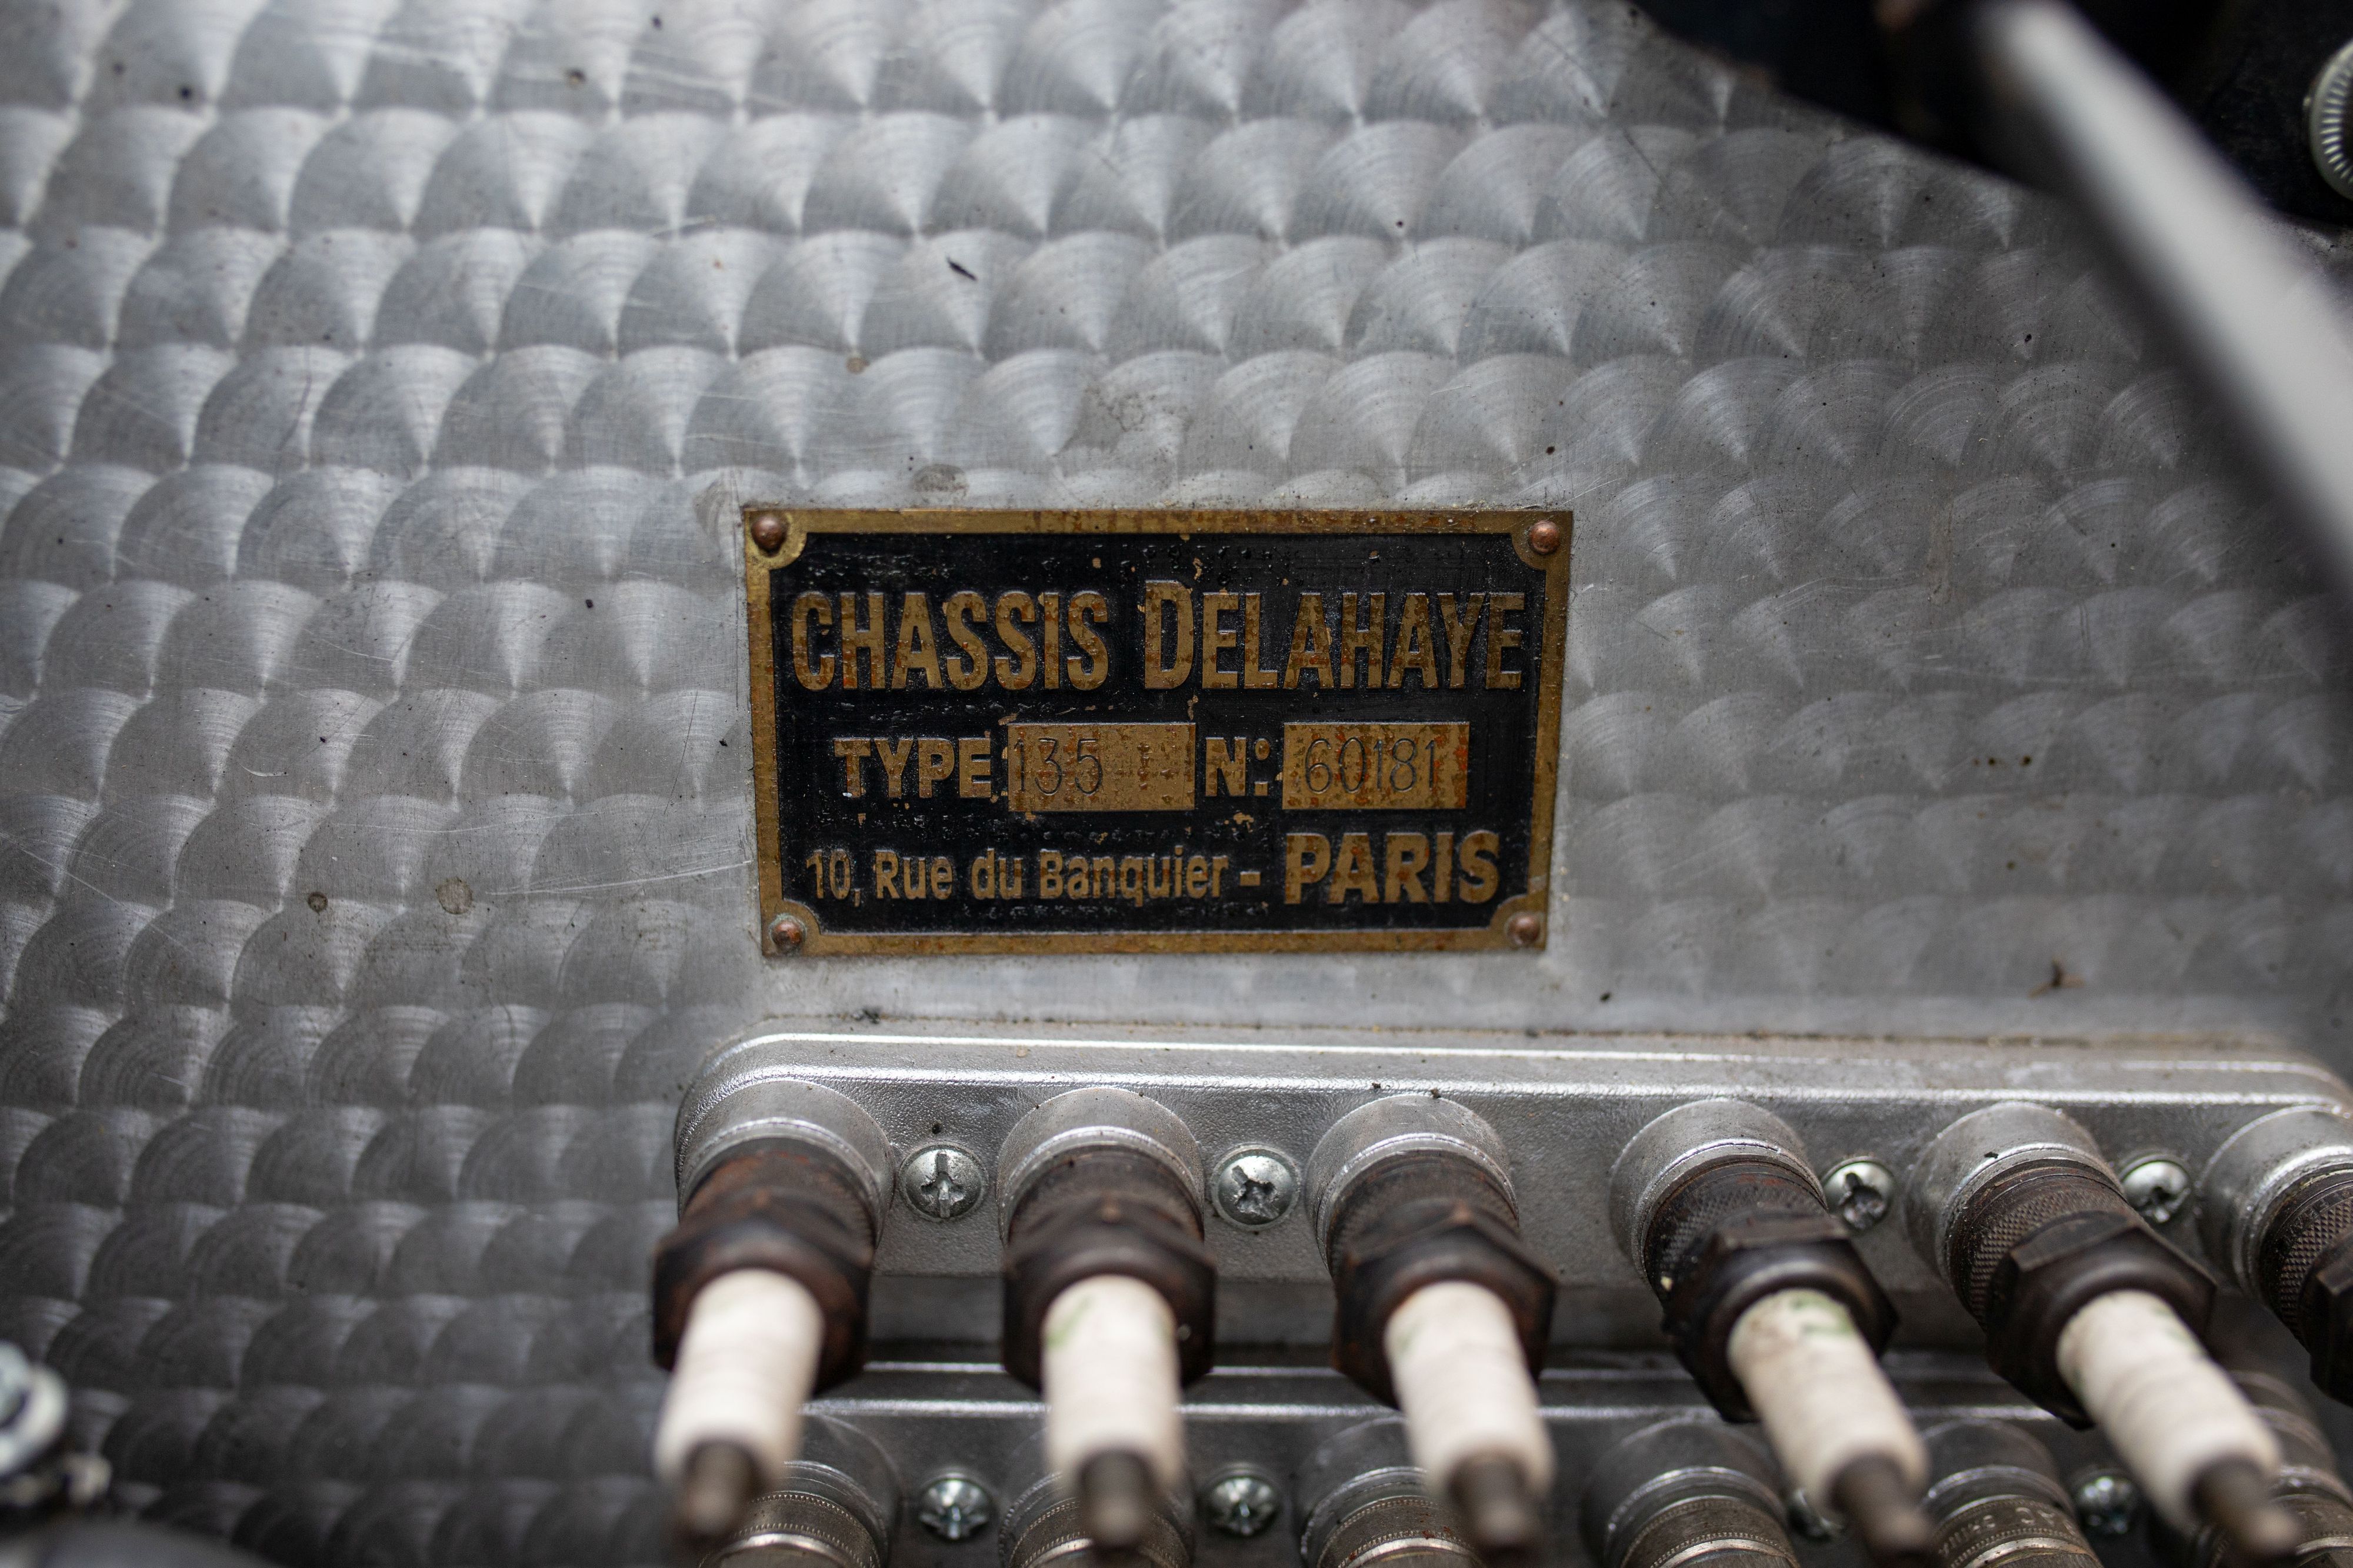 CHASSIS DELAHAYE
TYPE 135 N: 60181
10, Rue du Banquier - PARIS